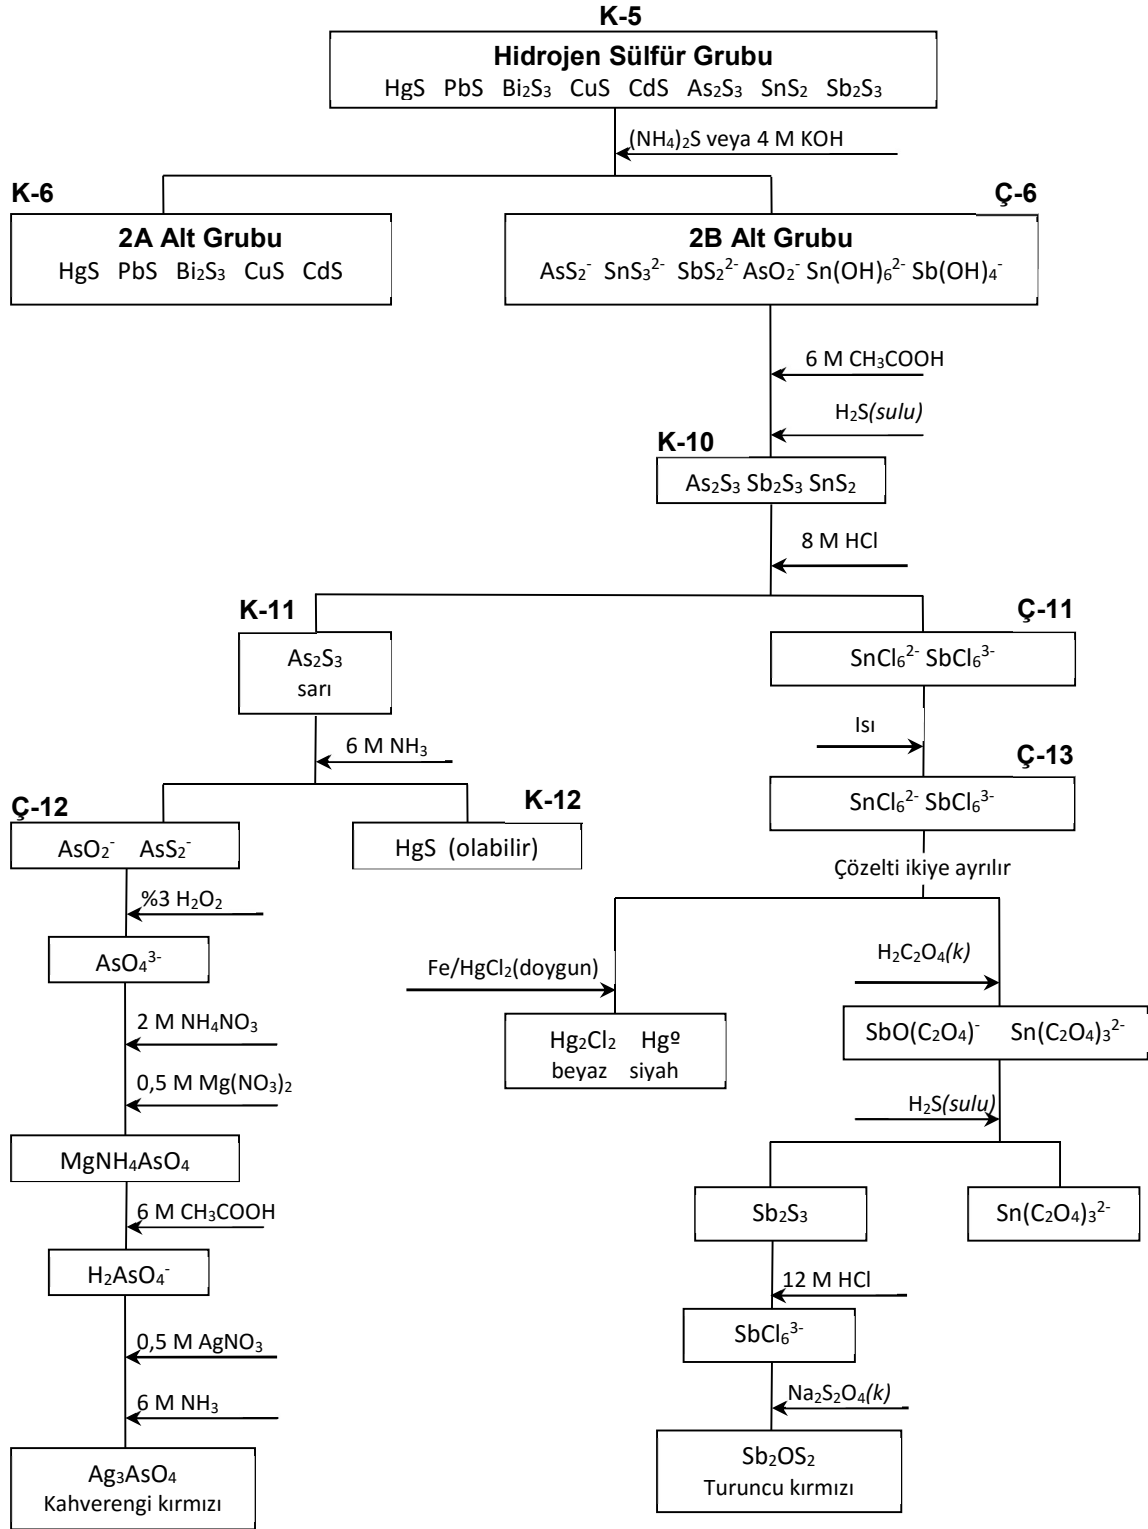 K-5
Hidrojen Sülfür Grubu
HgS PbS Bi₂S₃ CuS CdS As₂S₃ SnS₂ Sb₂S₃
(NH₄)₂S veya 4 M KOH
K-6
Ç-6
2A Alt Grubu
HgS PbS Bi₂S₃ CuS CdS
2B Alt Grubu
AsS₂⁻ SnS₃²⁻ SbS₂²⁻ AsO₂⁻ Sn(OH)₆²⁻ Sb(OH)₄⁻
6 M CH₃COOH
H₂S(sulu)
K-10
As₂S₃ Sb₂S₃ SnS₂
8 M HCl
K-11
Ç-11
As₂S₃
sarı
SnCl₆²⁻ SbCl₆³⁻
Isı
6 M NH₃
Ç-13
SnCl₆²⁻ SbCl₆³⁻
Ç-12
K-12
AsO₂⁻ AsS₂⁻
HgS (olabilir)
Çözelti ikiye ayrılır
%3 H₂O₂
AsO₄³⁻
Fe/HgCl₂(doygun)
H₂C₂O₄(k)
2 M NH₄NO₃
Hg₂Cl₂ Hgº
beyaz siyah
SbO(C₂O₄)⁻ Sn(C₂O₄)₃²⁻
0,5 M Mg(NO₃)₂
H₂S(sulu)
MgNH₄AsO₄
6 M CH₃COOH
Sb₂S₃
Sn(C₂O₄)₃²⁻
H₂AsO₄⁻
12 M HCl
SbCl₆³⁻
0,5 M AgNO₃
6 M NH₃
Na₂S₂O₄(k)
Ag₃AsO₄
Kahverengi kırmızı
Sb₂OS₂
Turuncu kırmızı